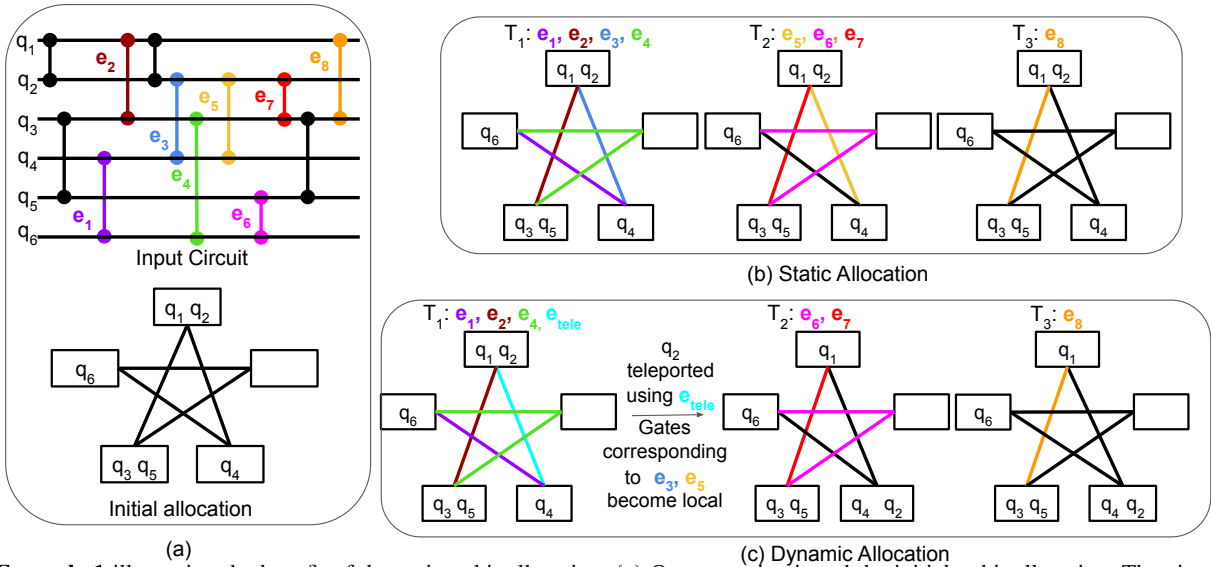 q1
q2
q3
q4
q5
q6
e2
e8
e5
e7
e3
e4
e1
e6
Input Circuit
q1 q2
q6
q3 q5
q4
Initial allocation
(a)
T1: e1, e2, e3, e4
q1 q2
q6
q3 q5
q4
T2: e5, e6, e7
q1 q2
q6
q3 q5
q4
T3: e8
q1 q2
q6
q3 q5
q4
(b) Static Allocation
T1: e1, e2, e4, etele
q1 q2
q6
q3 q5
q4
q2
teleported
using etele
Gates
corresponding
to e3, e5
become local
T2: e6, e7
q1
q6
q3 q5
q4 q2
T3: e8
q1
q6
q3 q5
q4 q2
(c) Dynamic Allocation